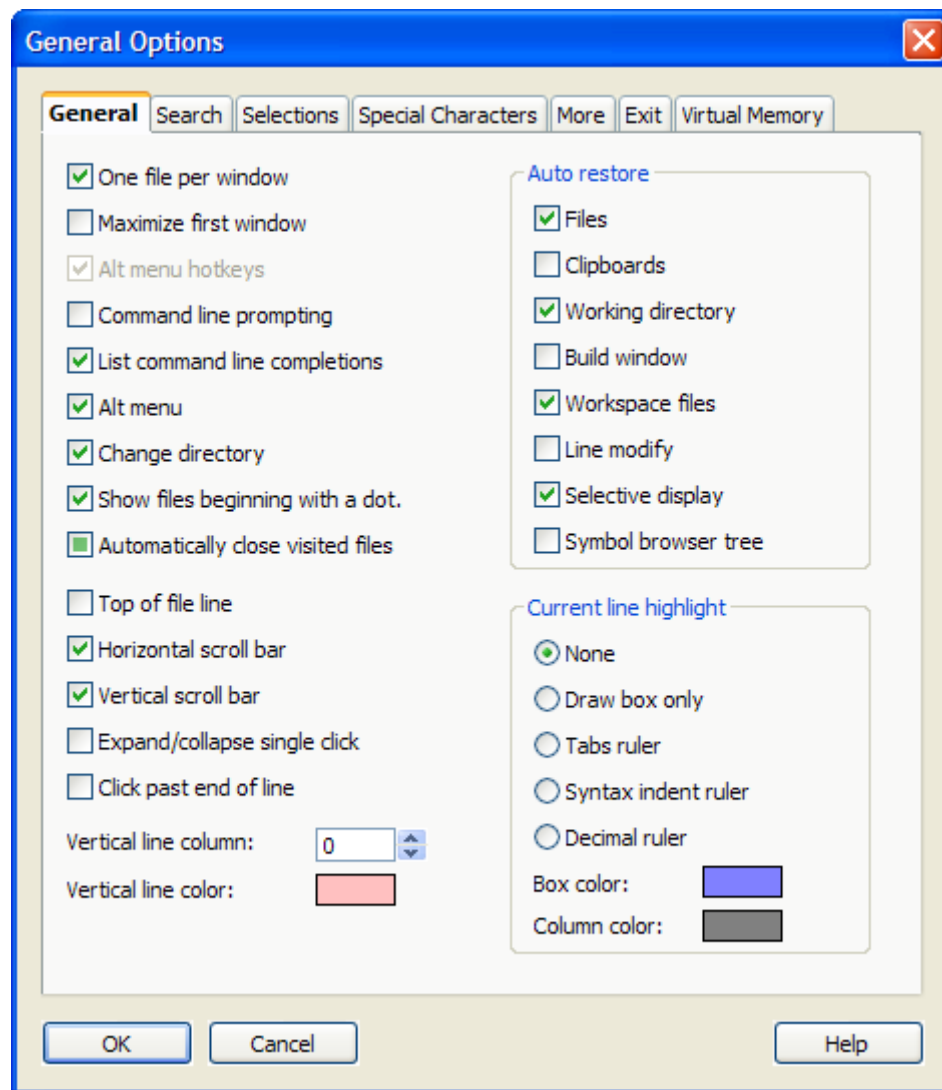 General Options
General
Search
Selections
Special Characters
More
Exit
Virtual Memory
One file per window
Maximize first window
Alt menu hotkeys
Command line prompting
List command line completions
Alt menu
Change directory
Show files beginning with a dot.
Automatically close visited files
Top of file line
Horizontal scroll bar
Vertical scroll bar
Expand/collapse single click
Click past end of line
Vertical line column: 0
Vertical line color:
Auto restore
Files
Clipboards
Working directory
Build window
Workspace files
Line modify
Selective display
Symbol browser tree
Current line highlight
None
Draw box only
Tabs ruler
Syntax indent ruler
Decimal ruler
Box color:
Column color:
OK
Cancel
Help